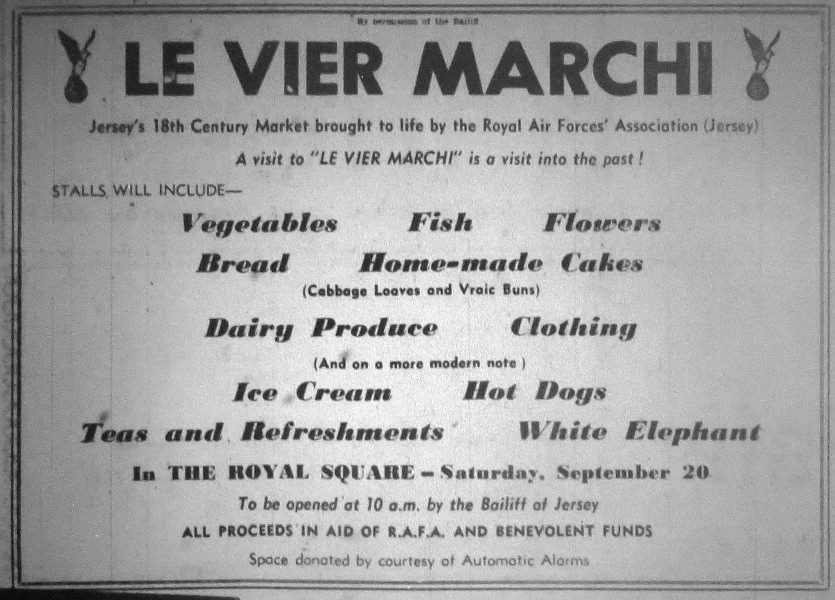 By permission of the Bailiff
LE VIER MARCHI
Jersey's 18th Century Market brought to life by the Royal Air Forces' Association (Jersey)
A visit to "LE VIER MARCHI" is a visit into the past !
STALLS WILL INCLUDE—
Vegetables Fish Flowers
Bread Home-made Cakes
(Cabbage Loaves and Vraic Buns)
Dairy Produce Clothing
(And on a more modern note )
Ice Cream Hot Dogs
Teas and Refreshments White Elephant
In THE ROYAL SQUARE – Saturday, September 20
To be opened at 10 a.m. by the Bailiff of Jersey
ALL PROCEEDS IN AID OF R.A.F.A. AND BENEVOLENT FUNDS
Space donated by courtesy of Automatic Alarms